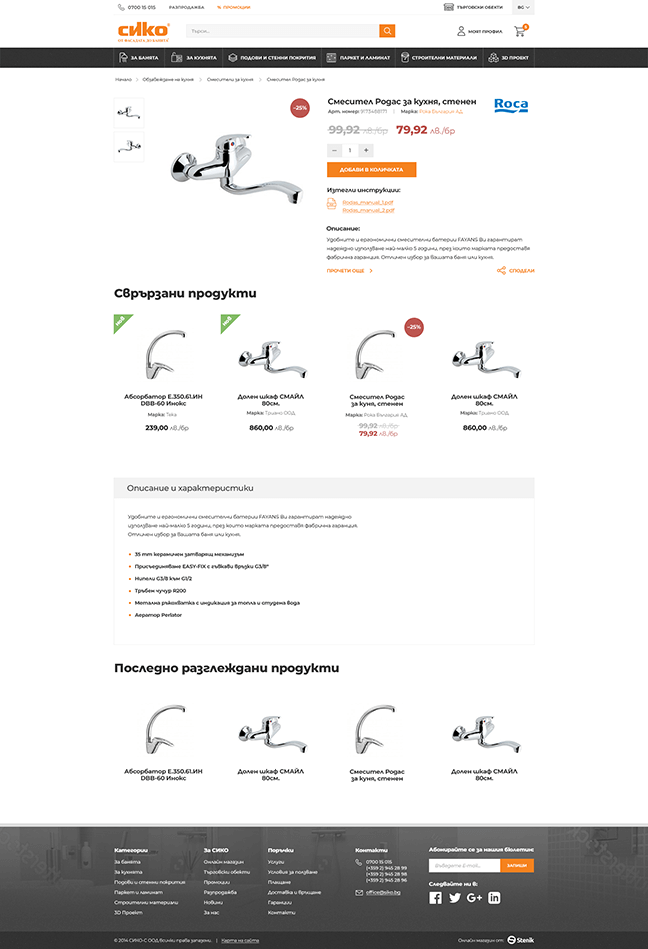 0700 15 015 РАЗПРОДАЖБА % ПРОМОЦИИ ТЪРГОВСКИ ОБЕКТИ BG
СИКО®
ОТ ФАСАДАТА ДО БАНЯТА!
Търси...
МОЯТ ПРОФИЛ
ЗА БАНЯТА ЗА КУХНЯТА ПОДОВИ И СТЕННИ ПОКРИТИЯ ПАРКЕТ И ЛАМИНАТ СТРОИТЕЛНИ МАТЕРИАЛИ 3D ПРОЕКТ
Начало > Обзавеждане на кухня > Смесители за кухня > Смесител Родас за кухня
–25%
Смесител Родас за кухня, стенен
Roca
Арт. номер: 9173488171 | Марка: Рока България АД
99,92 лв./бр 79,92 лв./бр
– 1 +
ДОБАВИ В КОЛИЧКАТА
Изтегли инструкции:
Rodas_manual_1.pdf
Rodas_manual_2.pdf
Описание:
Удобните и ергономични смесителни батерии FAYANS Ви гарантират
надеждно използване най-малко 5 години, през които марката предоставя
фабрична гаранция. Отличен избор за вашата баня или кухня.
ПРОЧЕТИ ОЩЕ > СПОДЕЛИ
Свръзани продукти
НОВ
НОВ
–25%
Абсорбатор Е.350.61.ИН
DBB-60 Инокс
Марка: Teka
239,00 лв./бр
Долен шкаф СМАЙЛ
80см.
Марка: Триано ООД
860,00 лв./бр
Смесител Родас
за куня, стенен
Марка: Рока България АД
99,92 лв./бр
79,92 лв./бр
Долен шкаф СМАЙЛ
80см.
Марка: Триано ООД
860,00 лв./бр
Описание и характеристики
Удобните и ергономични смесителни батерии FAYANS Ви гарантират надеждно
използване най-малко 5 години, през които марката предоставя фабрична гаранция.
Отличен избор за вашата баня или кухня.
35 mm керамичен затварящ механизъм
Присъединяване EASY-FIX с гъвкави връзки G3/8"
Нипели G3/8 към G1/2
Тръбен чучур R200
Метална ръкохватка с индикация за топла и студена вода
Аератор Perlator
Последно разглеждани продукти
Абсорбатор Е.350.61.ИН
DBB-60 Инокс
Долен шкаф СМАЙЛ
80см.
Смесител Родас
за кухня, стенен
Долен шкаф СМАЙЛ
80см.
Категории
За банята
За кухнята
Подови и стенни покрития
Паркет и ламинат
Строителни материали
3D Проект
За СИКО
Онлайн магазин
Търговски обекти
Промоции
Разпродажба
Новини
За нас
Поръчки
Услуги
Условия за ползване
Плащане
Доставка и връщане
Гаранции
Контакти
Контакти
0700 15 015
(+359 2) 945 28 99
(+359 2) 945 28 98
(+359 2) 945 28 96
office@siko.bg
Абонирайте се за нашия бюлетин:
Въведете E-mail... ЗАПИШИ
Следвайте ни в:
© 2014 СИКО-С ООД Всички права запазени. | Карта на сайта
Онлайн магазин от: Stenik